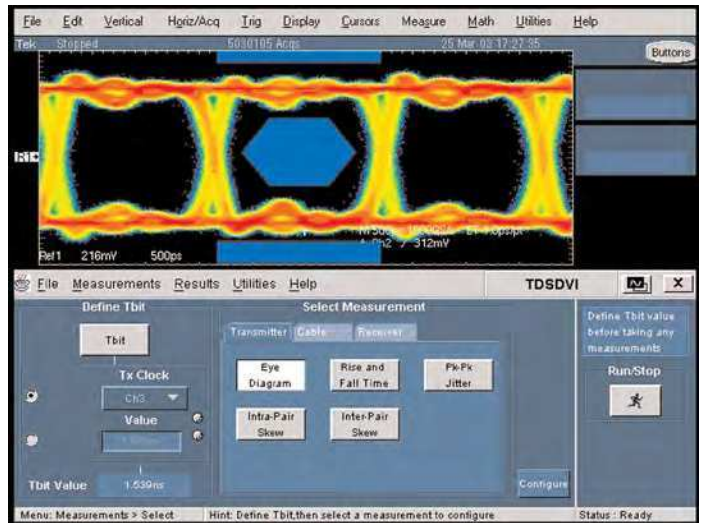 File Edit Vertical Horiz/Acq Trig Display Cursors Measure Math Utilities Help
Tek Stopped 5030105 Acqs 25 Mar 03 17:27:35
Buttons
R1
Ref1 216mV 500ps
Ch2 / 312mV
File Measurements Results Utilities Help TDSDVI X
Define Tbit
Tbit
Tx Clock
Ch3
Value
Tbit Value 1.539ns
Select Measurement
Transmitter Cable Receiver
Eye Diagram
Rise and Fall Time
Pk-Pk Jitter
Intra-Pair Skew
Inter-Pair Skew
Configure
Define Tbit value
before taking any
measurements
Run/Stop
Menu: Measurements > Select Hint: Define Tbit,then select a measurement to configure Status : Ready